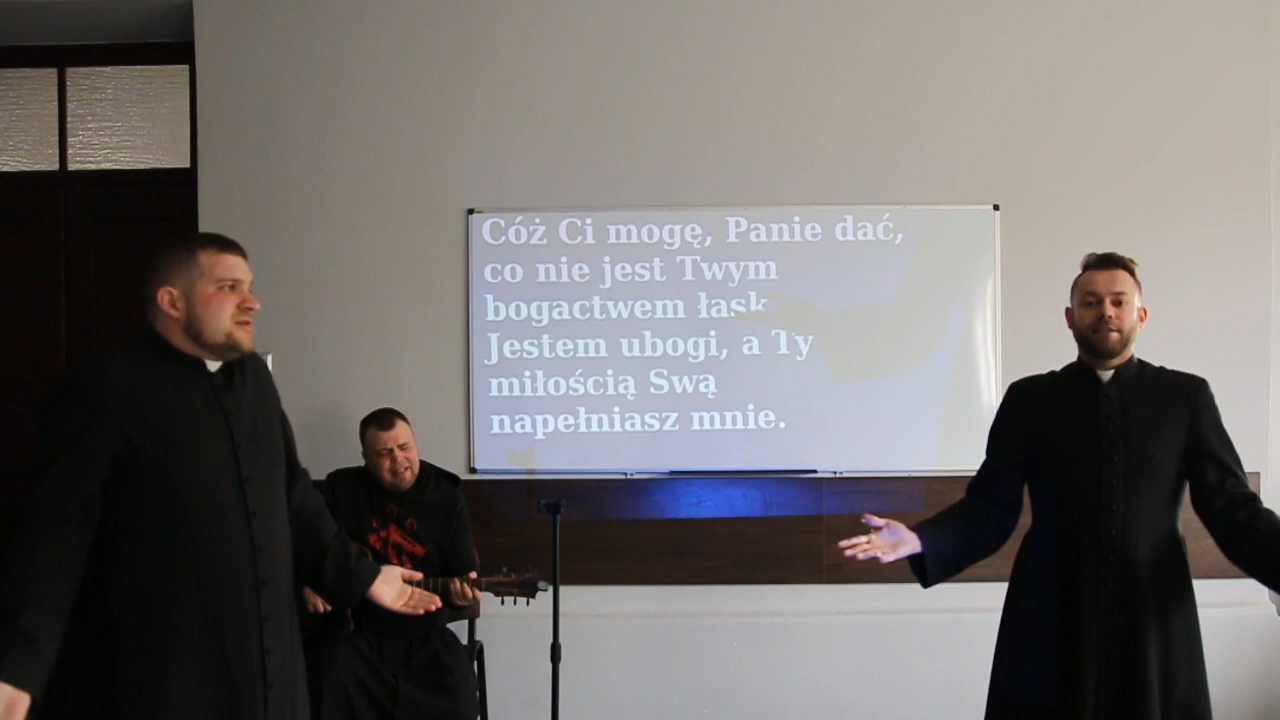 Cóż Ci mogę, Panie dać,
co nie jest Twym
bogactwem łask
Jestem ubogi, a Ty
miłością Swą
napełniasz mnie.